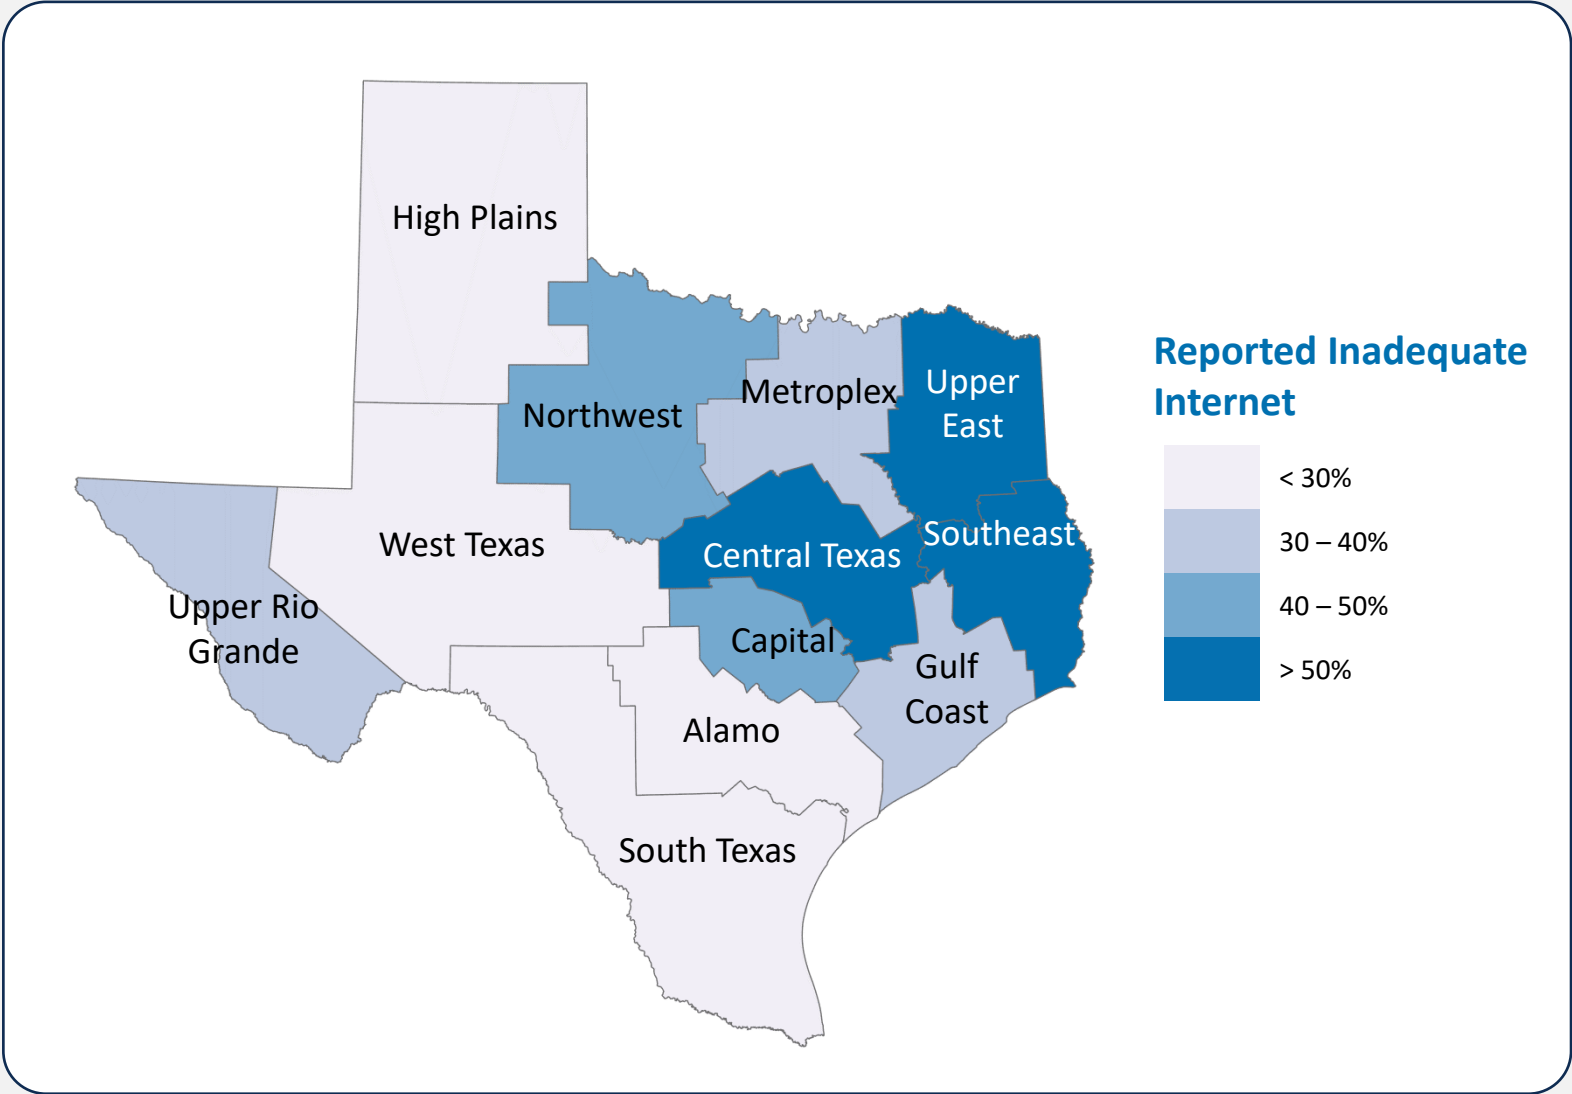 High Plains
Northwest
Metroplex
Upper
East
West Texas
Central Texas
Southeast
Upper Rio
Grande
Capital
Gulf
Coast
Alamo
South Texas
Reported Inadequate
Internet
< 30%
30 – 40%
40 – 50%
> 50%